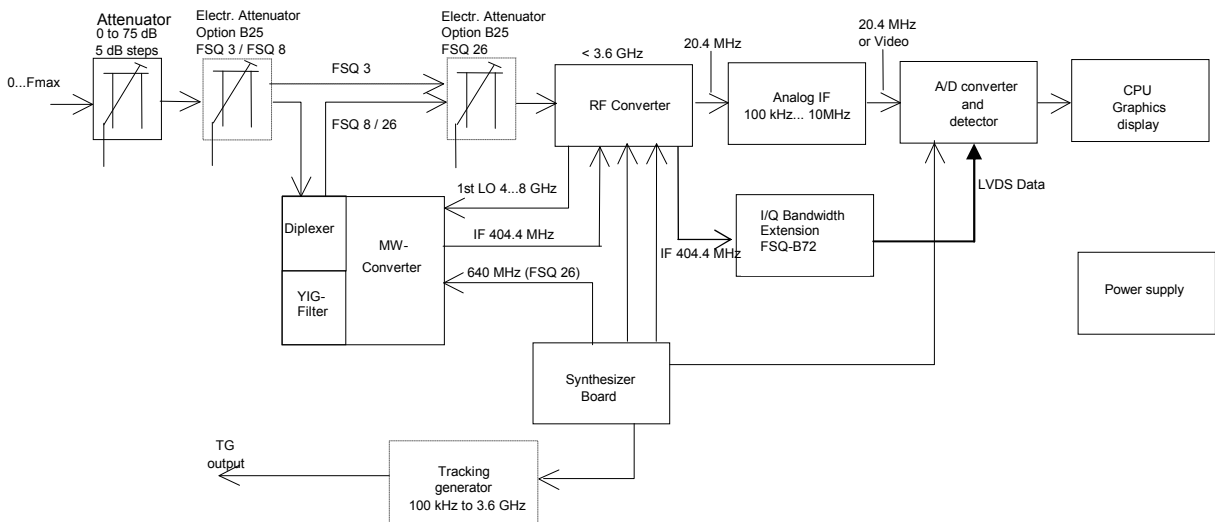 Attenuator
0 to 75 dB
5 dB steps
Electr. Attenuator
Option B25
FSQ 3 / FSQ 8
Electr. Attenuator
Option B25
FSQ 26
0...Fmax
FSQ 3
FSQ 8 / 26
< 3.6 GHz
RF Converter
20.4 MHz
Analog IF
100 kHz... 10MHz
20.4 MHz
or Video
A/D converter
and
detector
CPU
Graphics
display
1st LO 4...8 GHz
LVDS Data
Diplexer
MW-
Converter
YIG-
Filter
IF 404.4 MHz
640 MHz (FSQ 26)
IF 404.4 MHz
I/Q Bandwidth
Extension
FSQ-B72
Power supply
Synthesizer
Board
TG
output
Tracking
generator
100 kHz to 3.6 GHz